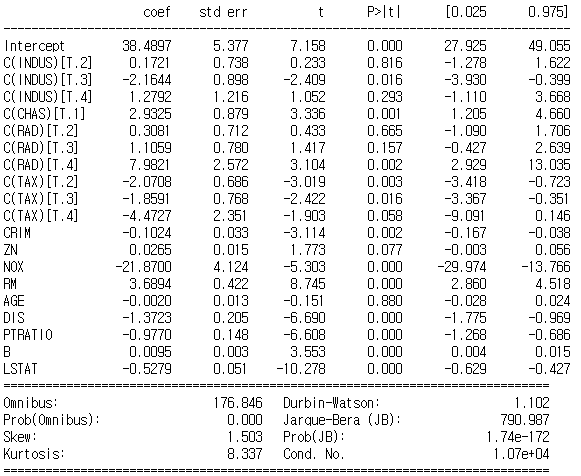 coef std err t P>|t| [0.025 0.975]
Intercept 38.4897 5.377 7.158 0.000 27.925 49.055
C(INDUS)[T.2] 0.1721 0.738 0.233 0.816 -1.278 1.622
C(INDUS)[T.3] -2.1644 0.898 -2.409 0.016 -3.930 -0.399
C(INDUS)[T.4] 1.2792 1.216 1.052 0.293 -1.110 3.668
C(CHAS)[T.1] 2.9325 0.879 3.336 0.001 1.205 4.660
C(RAD)[T.2] 0.3081 0.712 0.433 0.665 -1.090 1.706
C(RAD)[T.3] 1.1059 0.780 1.417 0.157 -0.427 2.639
C(RAD)[T.4] 7.9821 2.572 3.104 0.002 2.929 13.035
C(TAX)[T.2] -2.0708 0.686 -3.019 0.003 -3.418 -0.723
C(TAX)[T.3] -1.8591 0.768 -2.422 0.016 -3.367 -0.351
C(TAX)[T.4] -4.4727 2.351 -1.903 0.058 -9.091 0.146
CRIM -0.1024 0.033 -3.114 0.002 -0.167 -0.038
ZN 0.0265 0.015 1.773 0.077 -0.003 0.056
NOX -21.8700 4.124 -5.303 0.000 -29.974 -13.766
RM 3.6894 0.422 8.745 0.000 2.860 4.518
AGE -0.0020 0.013 -0.151 0.880 -0.028 0.024
DIS -1.3723 0.205 -6.690 0.000 -1.775 -0.969
PTRATIO -0.9770 0.148 -6.608 0.000 -1.268 -0.686
B 0.0095 0.003 3.553 0.000 0.004 0.015
LSTAT -0.5279 0.051 -10.278 0.000 -0.629 -0.427
Omnibus: 176.846 Durbin-Watson: 1.102
Prob(Omnibus): 0.000 Jarque-Bera (JB): 790.987
Skew: 1.503 Prob(JB): 1.74e-172
Kurtosis: 8.337 Cond. No. 1.07e+04